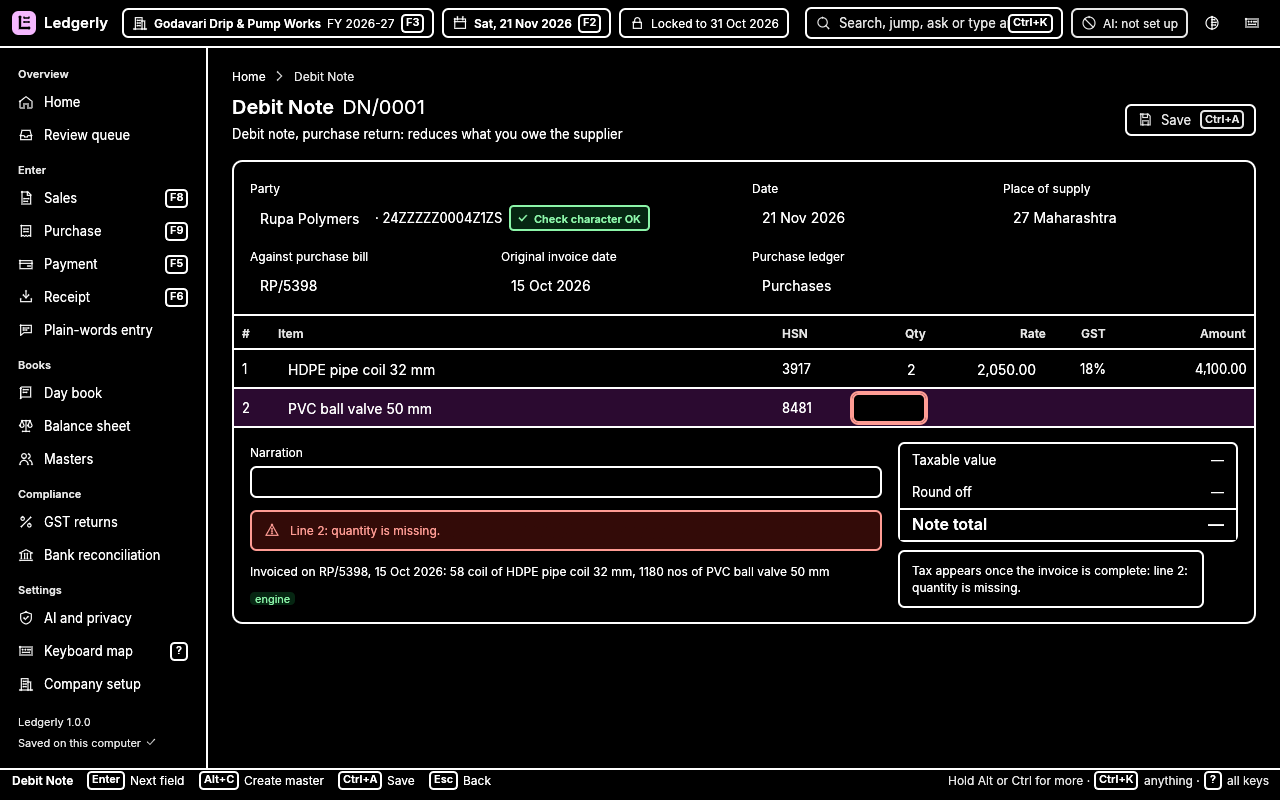 Ledgerly
Godavari Drip & Pump Works FY 2026-27 F3
Sat, 21 Nov 2026 F2
Locked to 31 Oct 2026
Search, jump, ask or type a Ctrl+K
AI: not set up
Overview
Home
Review queue
Enter
Sales F8
Purchase F9
Payment F5
Receipt F6
Plain-words entry
Books
Day book
Balance sheet
Masters
Compliance
GST returns
Bank reconciliation
Settings
AI and privacy
Keyboard map ?
Company setup
Ledgerly 1.0.0
Saved on this computer
Home Debit Note
Debit Note DN/0001
Debit note, purchase return: reduces what you owe the supplier
Save Ctrl+A
Party Date Place of supply
Rupa Polymers · 24ZZZZZ0004Z1ZS Check character OK 21 Nov 2026 27 Maharashtra
Against purchase bill Original invoice date Purchase ledger
RP/5398 15 Oct 2026 Purchases
# Item HSN Qty Rate GST Amount
1 HDPE pipe coil 32 mm 3917 2 2,050.00 18% 4,100.00
2 PVC ball valve 50 mm 8481
Narration
Line 2: quantity is missing.
Invoiced on RP/5398, 15 Oct 2026: 58 coil of HDPE pipe coil 32 mm, 1180 nos of PVC ball valve 50 mm
engine
Taxable value —
Round off —
Note total —
Tax appears once the invoice is complete: line 2:
quantity is missing.
Debit Note Enter Next field Alt+C Create master Ctrl+A Save Esc Back
Hold Alt or Ctrl for more · Ctrl+K anything · ? all keys